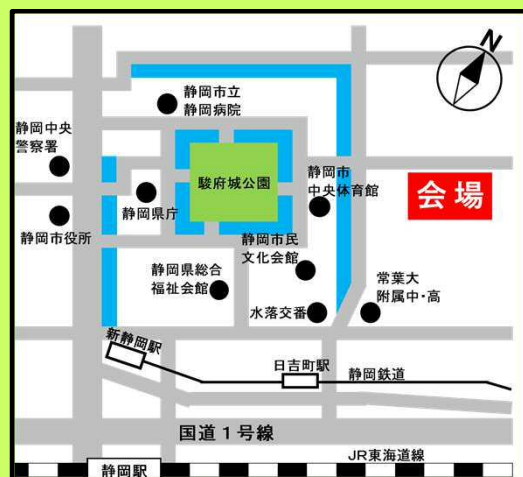 N
静岡市立
静岡病院
静岡中央
警察署
駿府城公園
静岡市
中央体育館
会場
静岡県庁
静岡市役所
静岡市民
文化会館
静岡県総合
福祉会館
常葉大
附属中・高
水落交番
新静岡駅
日吉町駅
静岡鉄道
国道1号線
JR東海道線
静岡駅